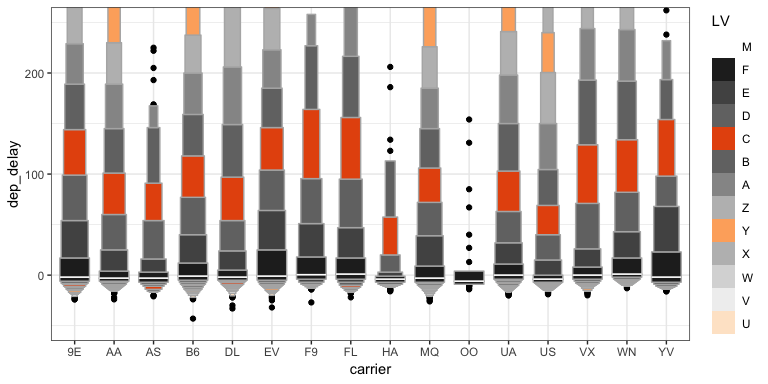 LV
M
F
E
D
C
B
A
Z
Y
X
W
V
U
dep_delay
200
100
0
9E AA AS B6 DL EV F9 FL HA MQ OO UA US VX WN YV
carrier